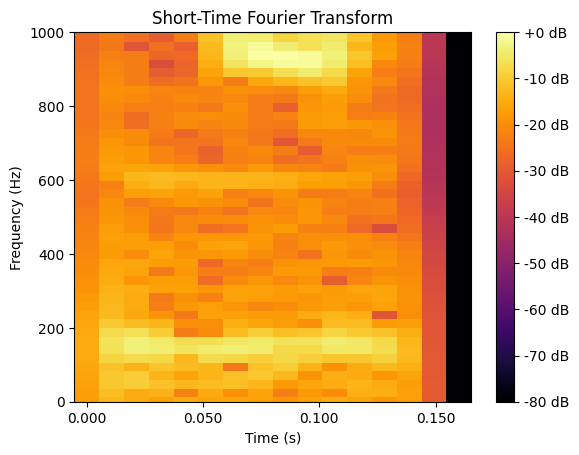 Short-Time Fourier Transform
1000
800
600
400
200
0
Frequency (Hz)
0.000
0.050
0.100
0.150
Time (s)
+0 dB
-10 dB
-20 dB
-30 dB
-40 dB
-50 dB
-60 dB
-70 dB
-80 dB